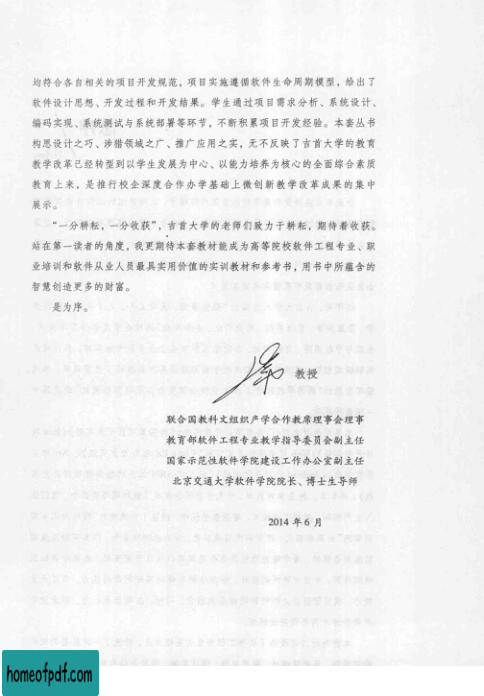 均符合各自相关的项目开发规范，项目实施遵循软件生命周期模型，给出了
软件设计思想、开发过程和开发结果。学生通过项目需求分析、系统设计、
编码实现、系统测试与系统部署等环节，不断积累项目开发经验。本套丛书
构思设计之巧、涉猎领域之广、推广应用之实，无不反映了吉首大学的教育
教学改革已经转型到以学生发展为中心、以能力培养为核心的全面综合素质
教育上来，是推行校企深度合作办学基础上微创新教学改革成果的集中
展示。
“一分耕耘，一分收获”，吉首大学的老师们致力于耕耘，期待着收获。
站在第一读者的角度，我更期待本套教材能成为高等院校软件工程专业、职
业培训和软件从业人员最具实用价值的实训教材和参考书，用书中所蕴含的
智慧创造更多的财富。
是为序。
教授
联合国教科文组织产学合作教席理事会理事
教育部软件工程专业教学指导委员会副主任
国家示范性软件学院建设工作办公室副主任
北京交通大学软件学院院长、博士生导师
2014 年 6 月
homeofpdf.com